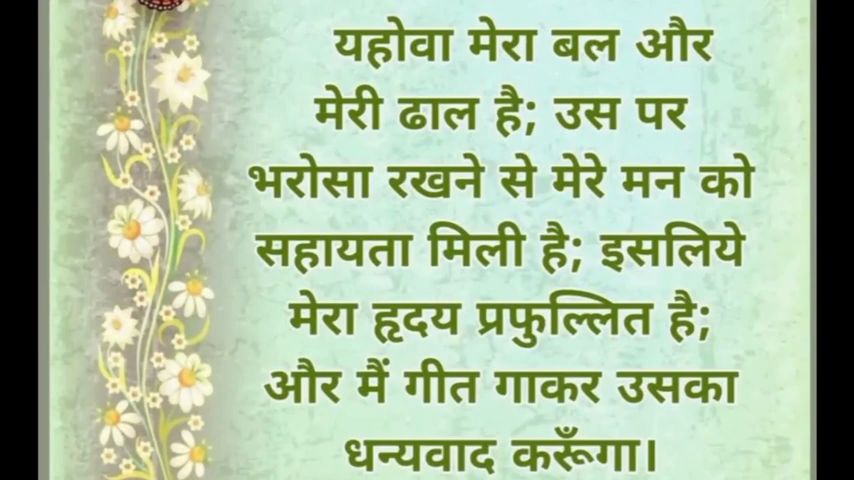 यहोवा मेरा बल और
मेरी ढाल है; उस पर
भरोसा रखने से मेरे मन को
सहायता मिली है; इसलिये
मेरा हृदय प्रफुल्लित है;
और मैं गीत गाकर उसका
धन्यवाद करूँगा।